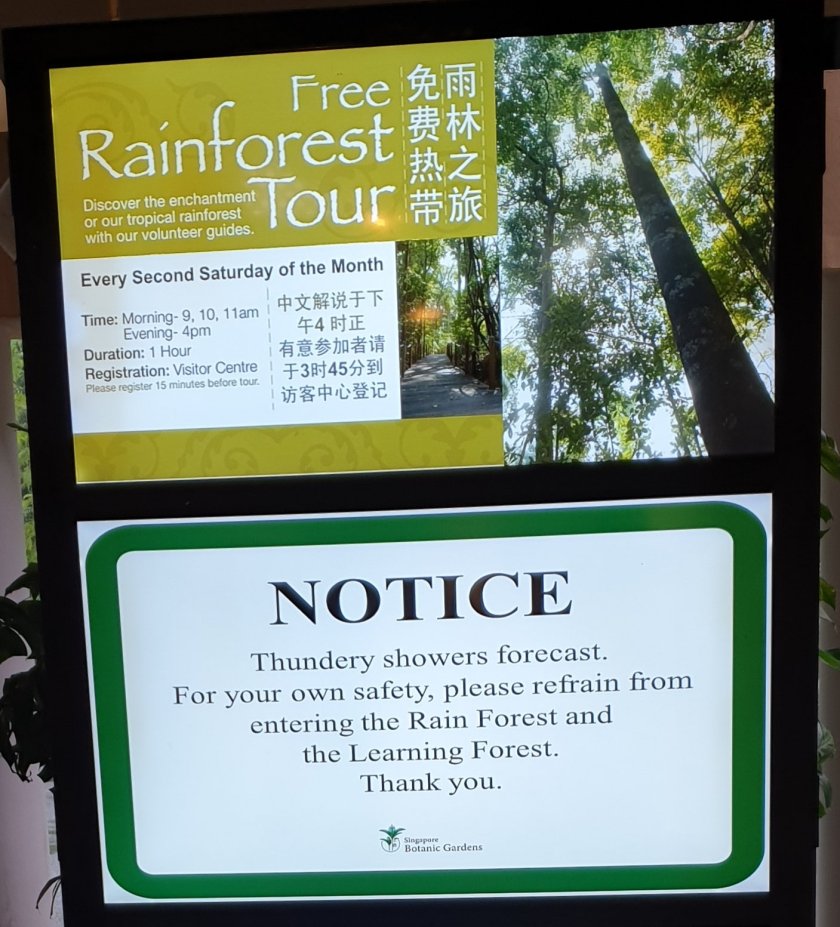 Free
Rainforest
Tour
免费热带
雨林之旅
Discover the enchantment
or our tropical rainforest
with our volunteer guides.
Every Second Saturday of the Month
Time: Morning- 9, 10, 11am
Evening- 4pm
Duration: 1 Hour
Registration: Visitor Centre
Please register 15 minutes before tour.
中文解说于下
午4 时正
有意参加者请
于3时45分到
访客中心登记
NOTICE
Thundery showers forecast.
For your own safety, please refrain from
entering the Rain Forest and
the Learning Forest.
Thank you.
Singapore
Botanic Gardens